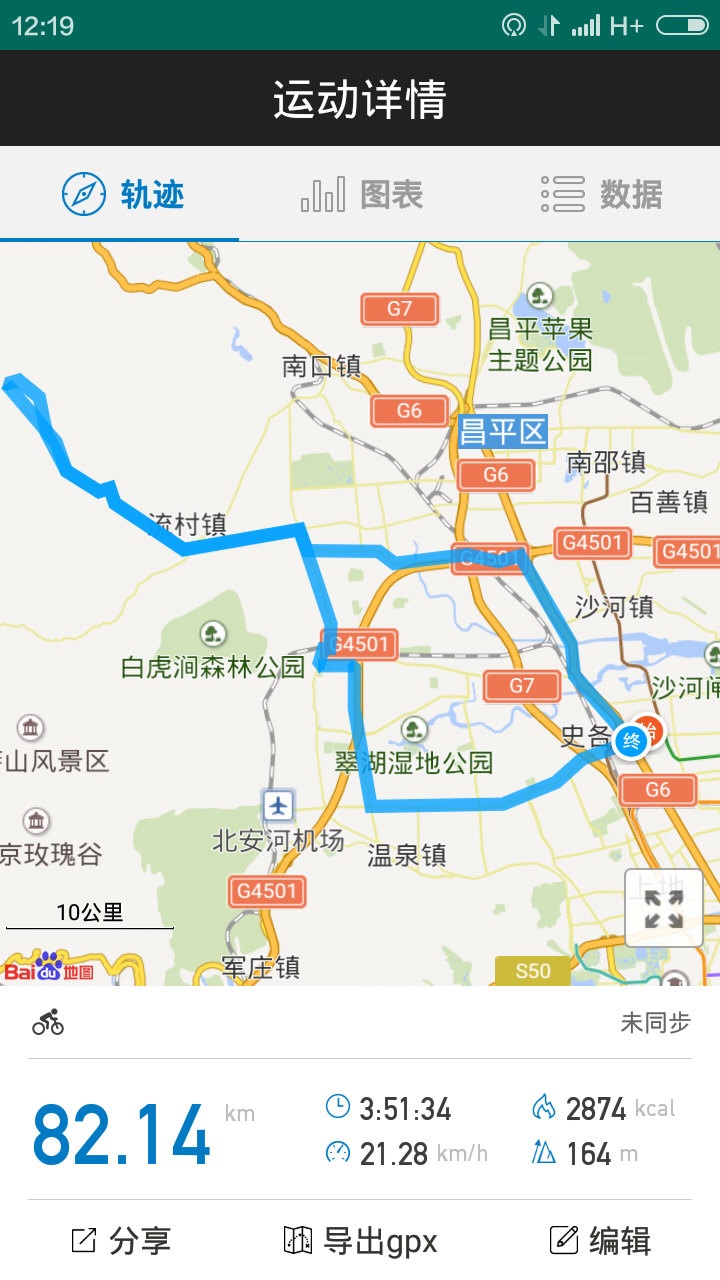 12:19 H+
运动详情
轨迹 图表 数据
G7
昌平苹果
主题公园
南口镇
G6
昌平区
南邵镇
G6
百善镇
流村镇
G4501 G4501 G4501
沙河镇
白虎涧森林公园
G4501
G7
沙河闸
山风景区
史各
始
终
翠湖湿地公园
G6
北安河机场
京玫瑰谷
温泉镇
G4501
上地
10公里
军庄镇
Bai du 地图
S50
未同步
82.14 km
3:51:34 2874 kcal
21.28 km/h 164 m
分享 导出gpx 编辑